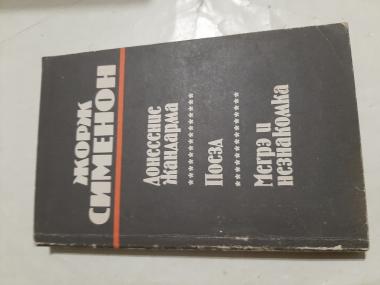 ЖОРЖ
СИМЕНОН
Донесение
Жандарма
***************
Поезд
***************
Мегрэ и
незнакомка